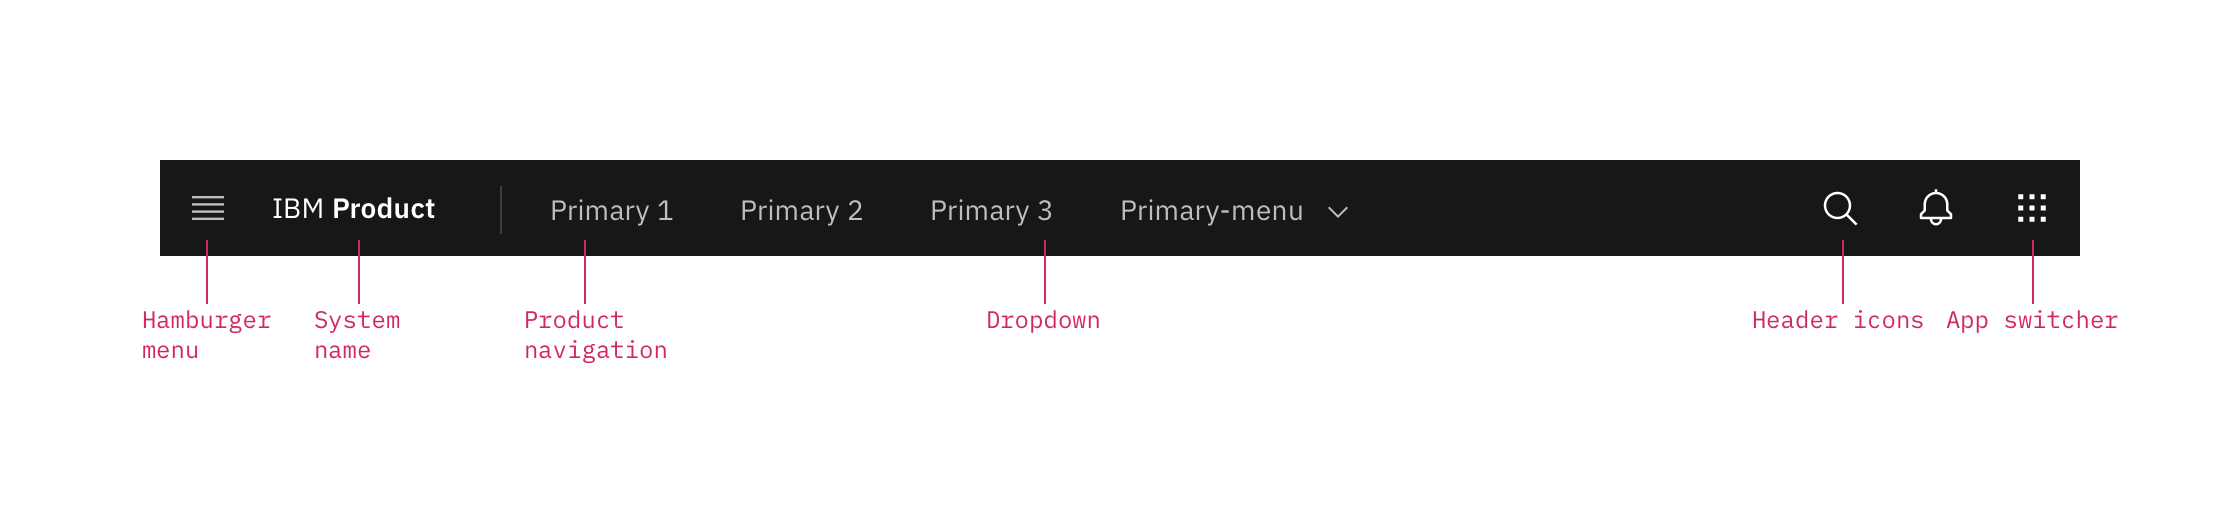 IBM Product Primary 1 Primary 2 Primary 3 Primary-menu
Hamburger menu
System name
Product navigation
Dropdown
Header icons
App switcher